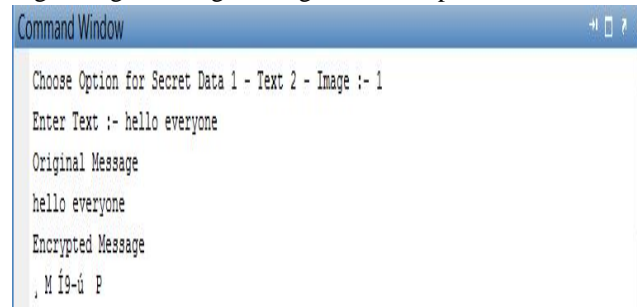 Command Window
Choose Option for Secret Data 1 - Text 2 - Image :- 1
Enter Text :- hello everyone
Original Message
hello everyone
Encrypted Message
¸ M Í9-ú P